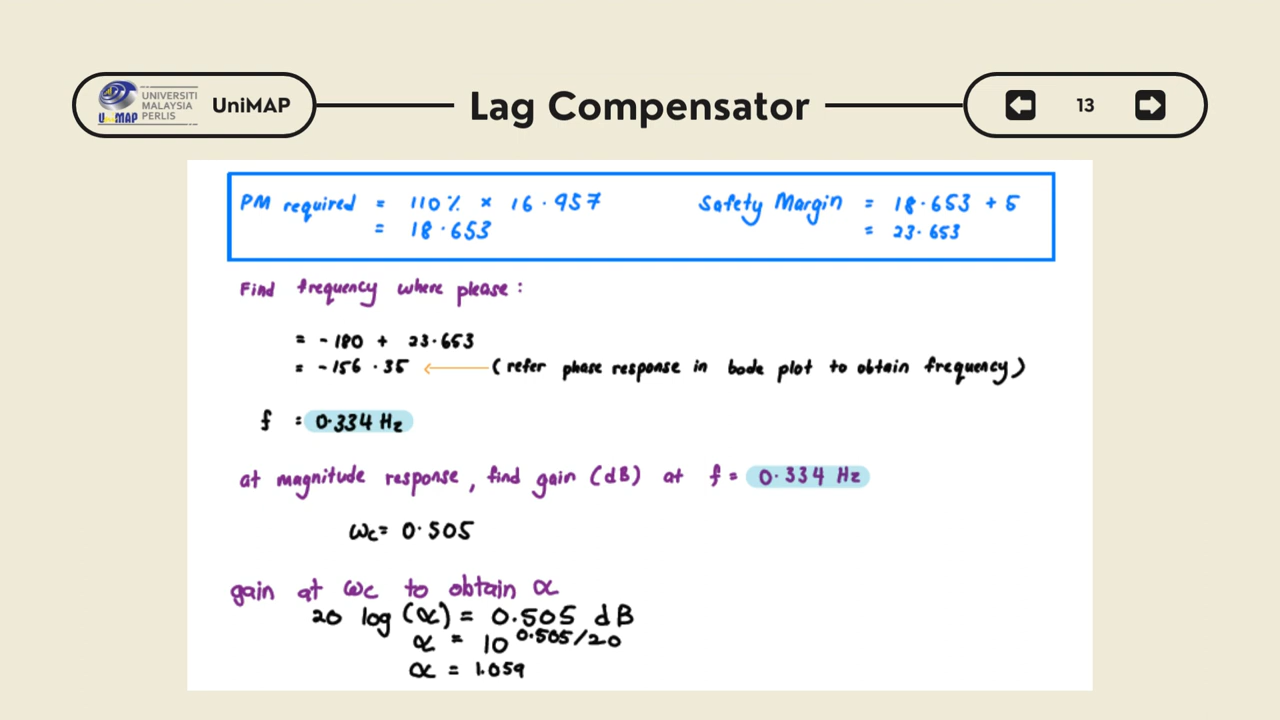 UNIVERSITI
MALAYSIA
PERLIS
UniMAP
UniMAP
Lag Compensator
13
PM required = 110% × 16.957
= 18.653
Safety Margin = 18.653 + 5
= 23.653
Find frequency where please:
= -180 + 23.653
= -156.35 ← (refer phase response in bode plot to obtain frequency)
f = 0.334 Hz
at magnitude response, find gain (dB) at f = 0.334 Hz
ωc = 0.505
gain at ωc to obtain α
20 log (α) = 0.505 dB
α = 10^0.505/20
α = 1.059